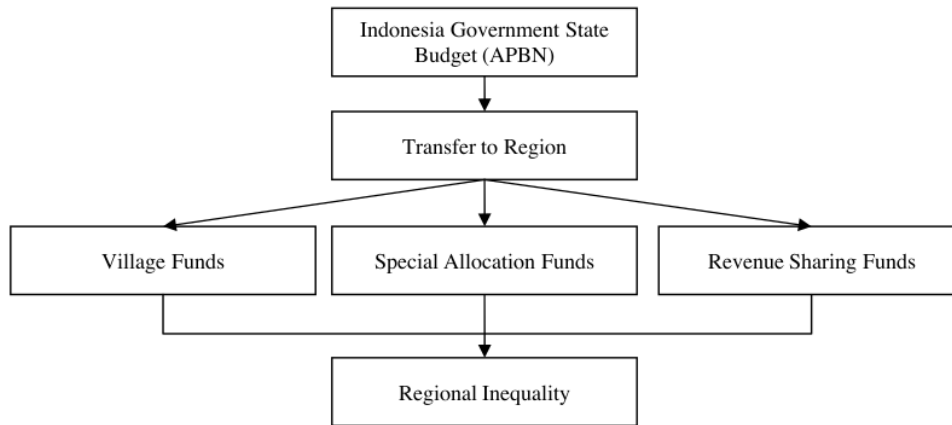 Indonesia Government State
Budget (APBN)
Transfer to Region
Village Funds
Special Allocation Funds
Revenue Sharing Funds
Regional Inequality